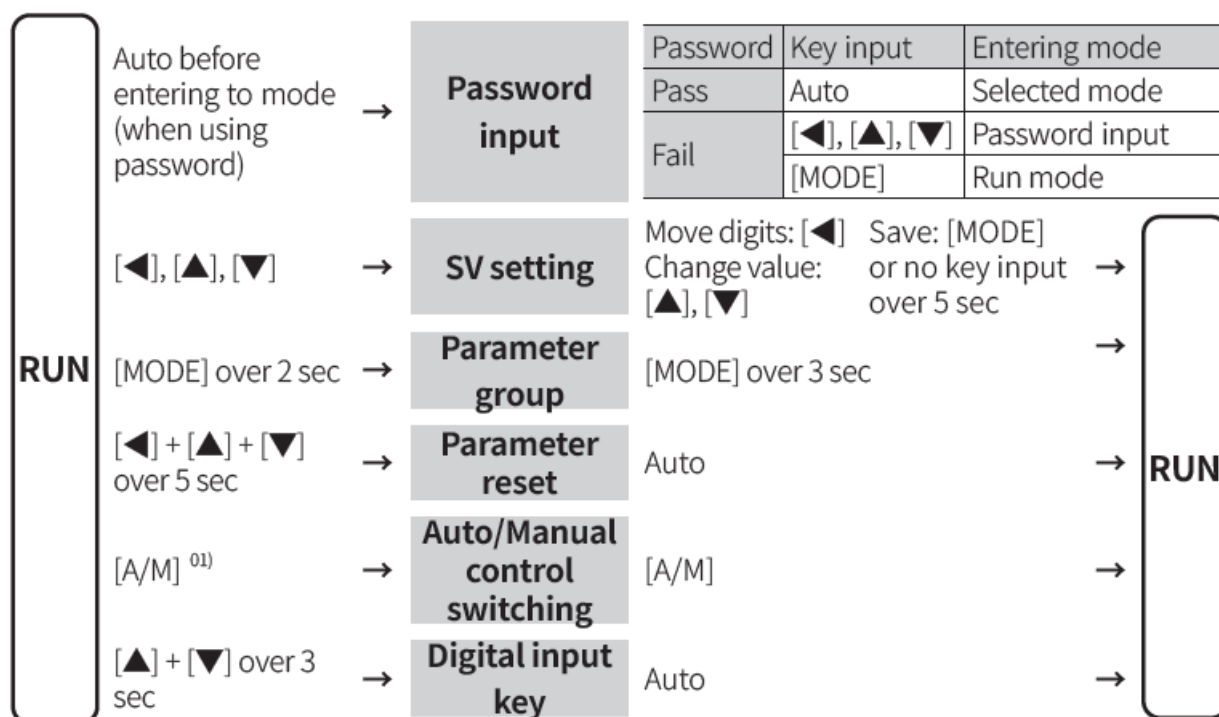 RUN
Auto before
entering to mode
(when using
password)
→
Password
input
Password Key input Entering mode
Pass Auto Selected mode
Fail [◀], [▲], [▼] Password input
[MODE] Run mode
[◀], [▲], [▼] → SV setting
Move digits: [◀]
Change value:
[▲], [▼]
Save: [MODE]
or no key input
over 5 sec
→
[MODE] over 2 sec →
Parameter
group
[MODE] over 3 sec →
[◀] + [▲] + [▼]
over 5 sec
→
Parameter
reset
Auto →
[A/M] 01) →
Auto/Manual
control
switching
[A/M] →
[▲] + [▼] over 3
sec
→
Digital input
key
Auto →
RUN